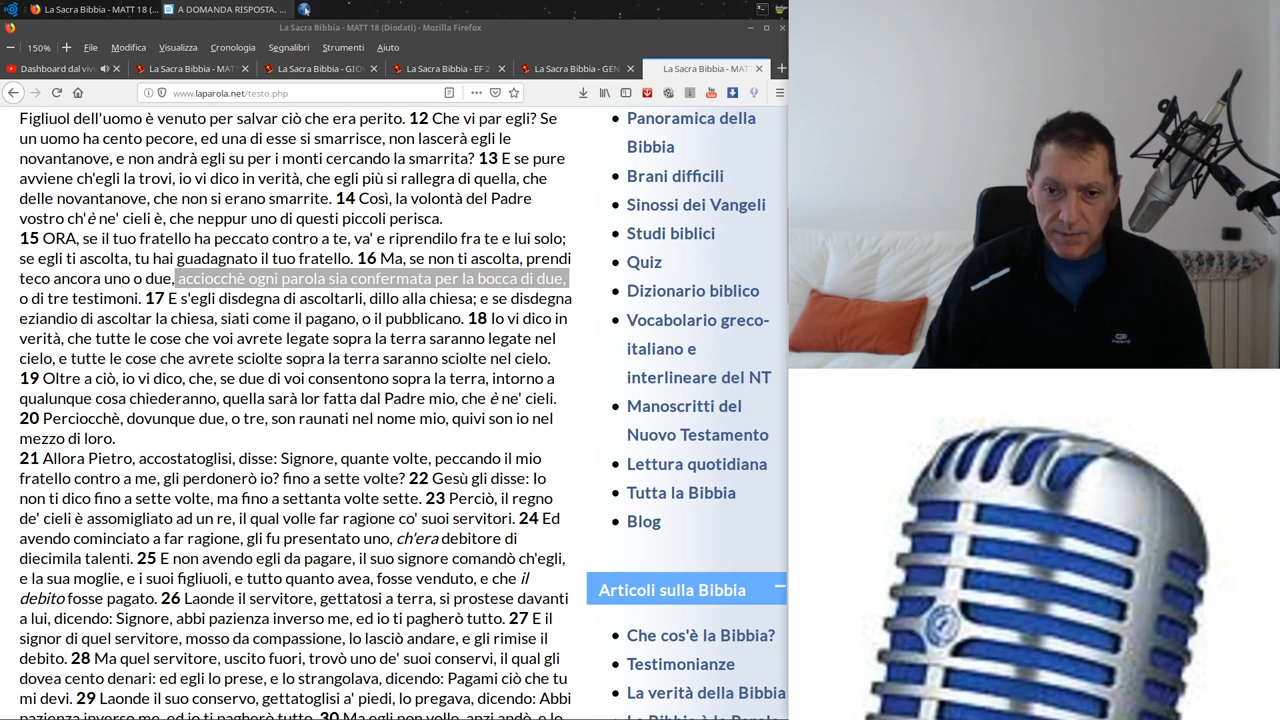 La Sacra Bibbia - MATT 18 (...
A DOMANDA RISPOSTA. ...
La Sacra Bibbia - MATT 18 (Diodati) - Mozilla Firefox
150%
File Modifica Visualizza Cronologia Segnalibri Strumenti Aiuto
Dashboard dal viv
La Sacra Bibbia - MAT
La Sacra Bibbia - GIO
La Sacra Bibbia - EF 2
La Sacra Bibbia - GEN
La Sacra Bibbia - MAT
www.laparola.net/testo.php
Figliuol dell'uomo è venuto per salvar ciò che era perito. 12 Che vi par egli? Se
un uomo ha cento pecore, ed una di esse si smarrisce, non lascerà egli le
novantanove, e non andrà egli su per i monti cercando la smarrita? 13 E se pure
avviene ch'egli la trovi, io vi dico in verità, che egli più si rallegra di quella, che
delle novantanove, che non si erano smarrite. 14 Così, la volontà del Padre
vostro ch'è ne' cieli è, che neppur uno di questi piccoli perisca.
15 ORA, se il tuo fratello ha peccato contro a te, va e riprendilo fra te e lui solo;
se egli ti ascolta, tu hai guadagnato il tuo fratello. 16 Ma, se non ti ascolta, prendi
teco ancora uno o due, acciocchè ogni parola sia confermata per la bocca di due,
o di tre testimoni. 17 E s'egli disdegna di ascoltarli, dillo alla chiesa; e se disdegna
eziandio di ascoltar la chiesa, siati come il pagano, o il pubblicano. 18 Io vi dico in
verità, che tutte le cose che voi avrete legate sopra la terra saranno legate nel
cielo, e tutte le cose che avrete sciolte sopra la terra saranno sciolte nel cielo.
19 Oltre a ciò, io vi dico, che, se due di voi consentono sopra la terra, intorno a
qualunque cosa chiederanno, quella sarà lor fatta dal Padre mio, che è ne' cieli.
20 Perciocchè, dovunque due, o tre, son raunati nel nome mio, quivi son io nel
mezzo di loro.
21 Allora Pietro, accostatoglisi, disse: Signore, quante volte, peccando il mio
fratello contro a me, gli perdonerò io? fino a sette volte? 22 Gesù gli disse: Io
non ti dico fino a sette volte, ma fino a settanta volte sette. 23 Perciò, il regno
de' cieli è assomigliato ad un re, il qual volle far ragione co' suoi servitori. 24 Ed
avendo cominciato a far ragione, gli fu presentato uno, ch'era debitore di
diecimila talenti. 25 E non avendo egli da pagare, il suo signore comandò ch'egli,
e la sua moglie, e i suoi figliuoli, e tutto quanto avea, fosse venduto, e che il
debito fosse pagato. 26 Laonde il servitore, gettatosi a terra, si prostese davanti
a lui, dicendo: Signore, abbi pazienza inverso me, ed io ti pagherò tutto. 27 E il
signor di quel servitore, mosso da compassione, lo lasciò andare, e gli rimise il
debito. 28 Ma quel servitore, uscito fuori, trovò uno de' suoi conservi, il qual gli
dovea cento denari: ed egli lo prese, e lo strangolava, dicendo: Pagami ciò che tu
mi devi. 29 Laonde il suo conservo, gettatoglisi a' piedi, lo pregava, dicendo: Abbi
pazienza inverso me, ed io ti pagherò tutto. 30 Ma egli non volle, anzi andò, e lo
Panoramica della
Bibbia
Brani difficili
Sinossi dei Vangeli
Studi biblici
Quiz
Dizionario biblico
Vocabolario greco-
italiano e
interlineare del NT
Manoscritti del
Nuovo Testamento
Lettura quotidiana
Tutta la Bibbia
Blog
Articoli sulla Bibbia
Che cos'è la Bibbia?
Testimonianze
La verità della Bibbia
La Bibbia è la Parola